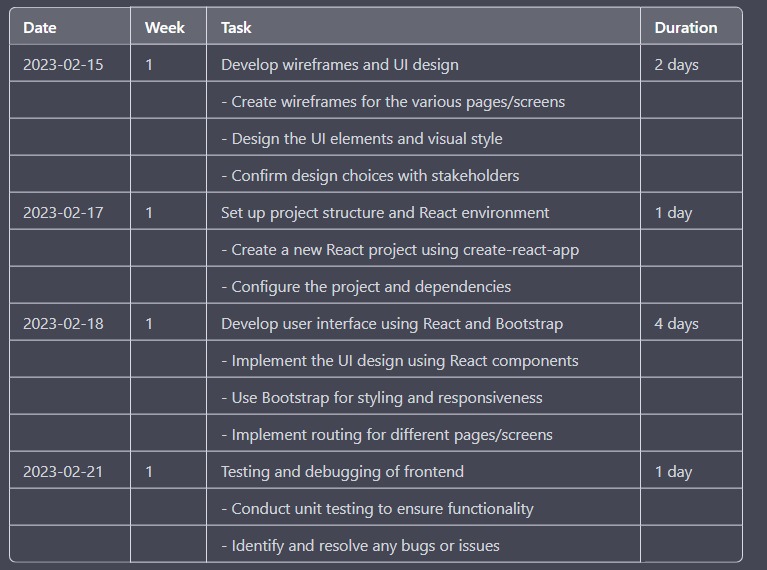 Date Week Task Duration
2023-02-15 1 Develop wireframes and UI design 2 days
- Create wireframes for the various pages/screens
- Design the UI elements and visual style
- Confirm design choices with stakeholders
2023-02-17 1 Set up project structure and React environment 1 day
- Create a new React project using create-react-app
- Configure the project and dependencies
2023-02-18 1 Develop user interface using React and Bootstrap 4 days
- Implement the UI design using React components
- Use Bootstrap for styling and responsiveness
- Implement routing for different pages/screens
2023-02-21 1 Testing and debugging of frontend 1 day
- Conduct unit testing to ensure functionality
- Identify and resolve any bugs or issues